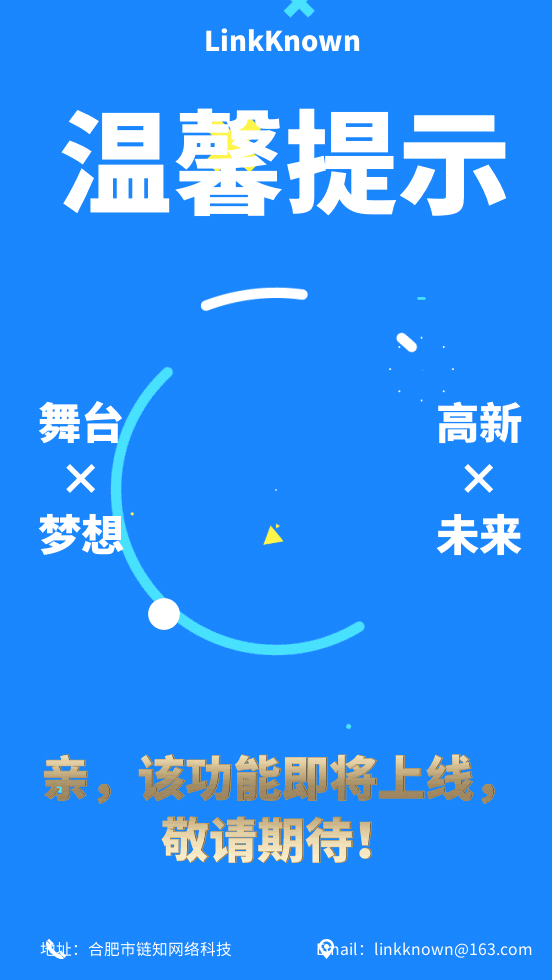 LinkKnown
温馨提示
舞台
×
梦想
高新
×
未来
亲，该功能即将上线，
敬请期待！
地址：合肥市链知网络科技
Email：linkknown@163.com